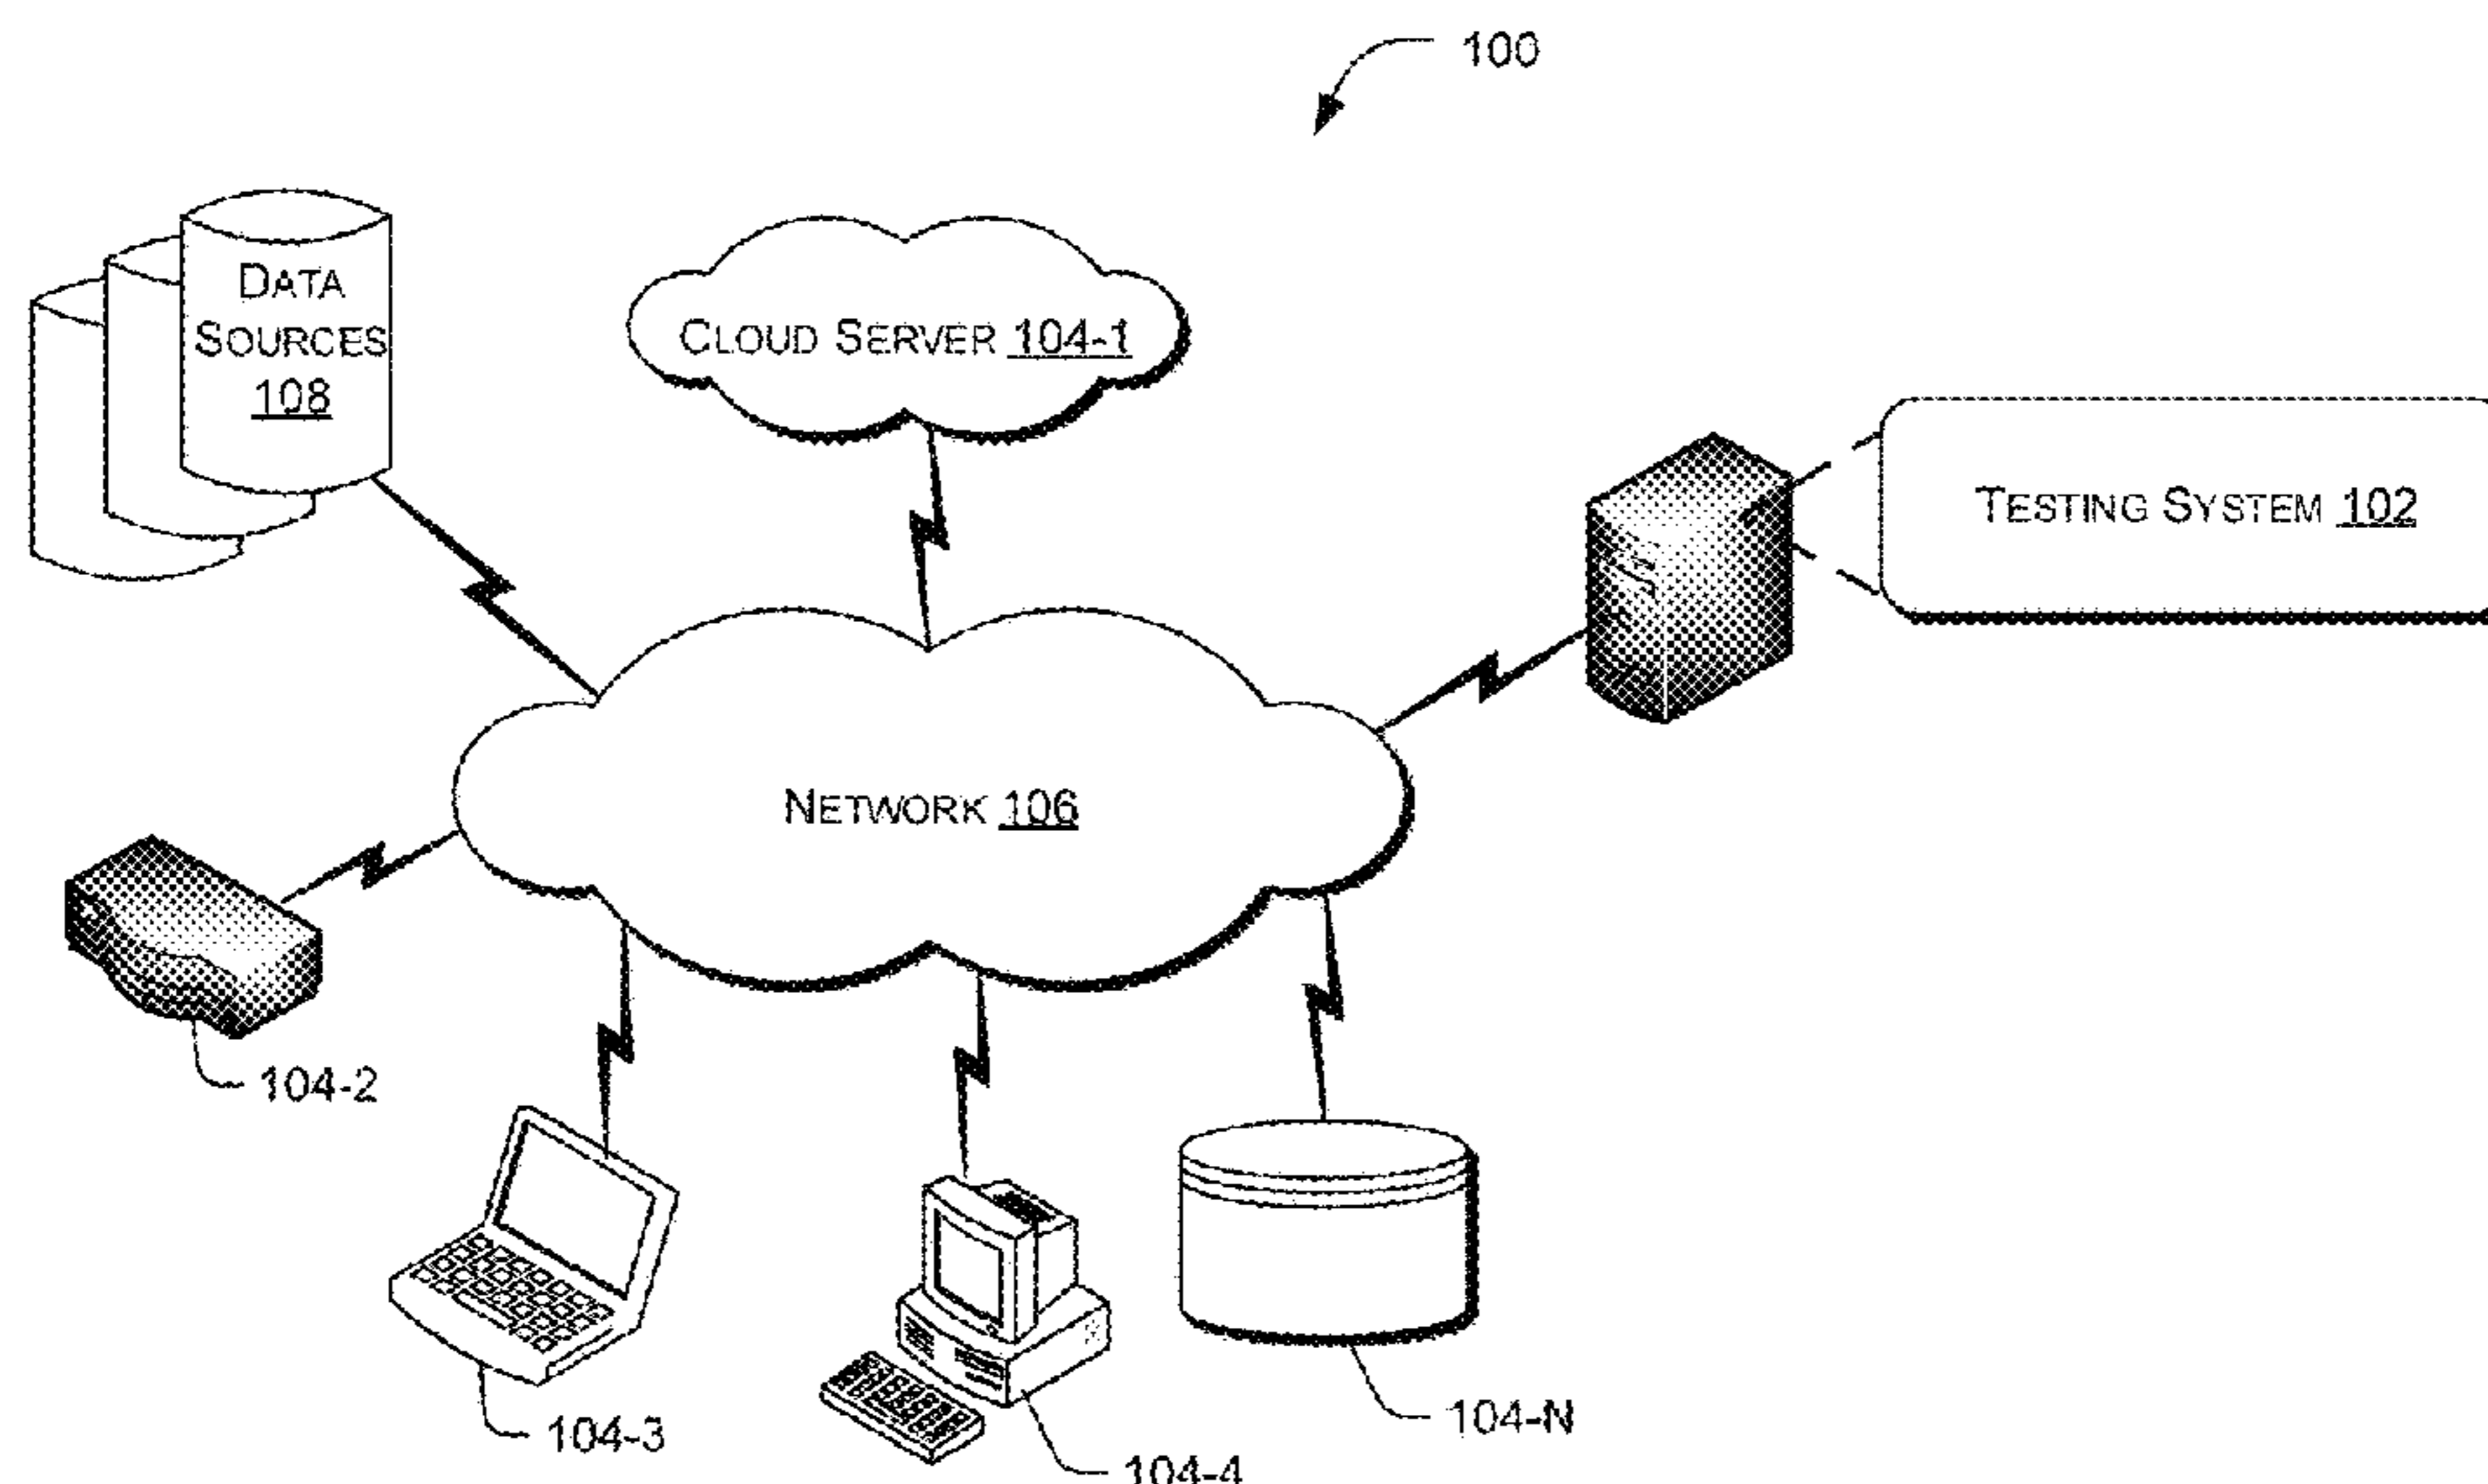 100
DATA
SOURCES
108
CLOUD SERVER 104-1
TESTING SYSTEM 102
NETWORK 106
104-2
104-3
104-4
104-N